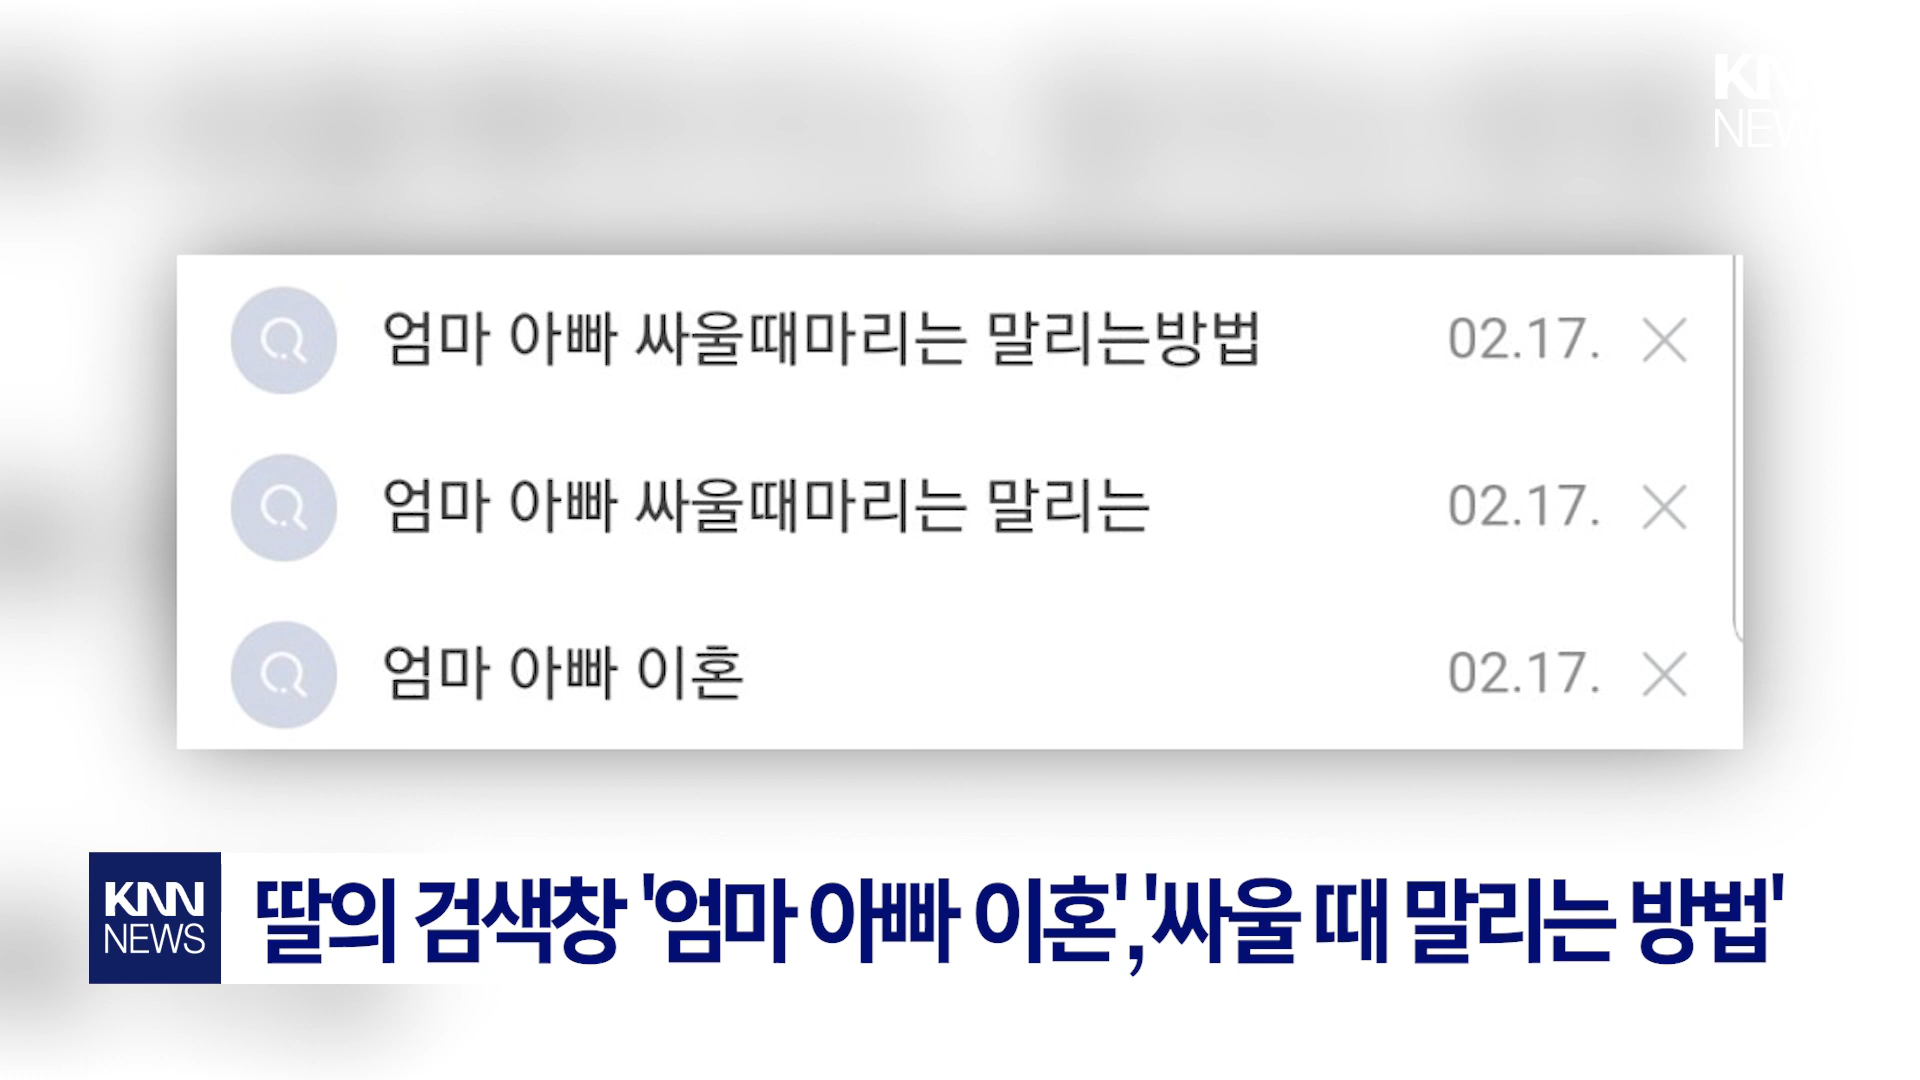 KNN
NEWS
엄마 아빠 싸울때마리는 말리는방법 02.17.
엄마 아빠 싸울때마리는 말리는 02.17.
엄마 아빠 이혼 02.17.
KNN
NEWS
딸의 검색창 '엄마 아빠 이혼','싸울 때 말리는 방법'